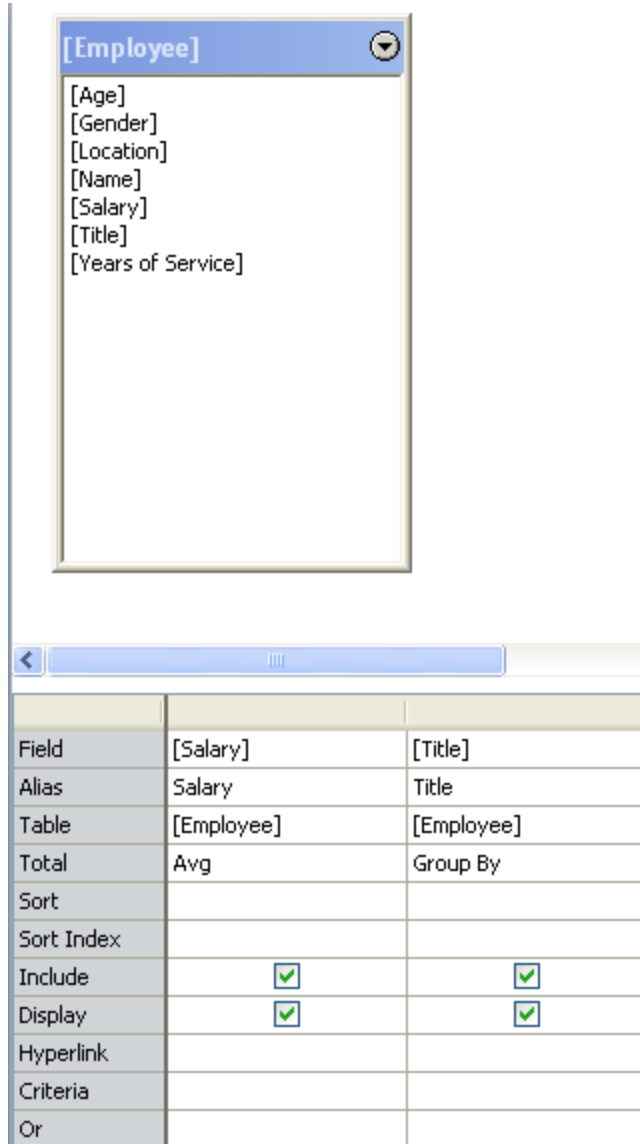 [Employee]
[Age]
[Gender]
[Location]
[Name]
[Salary]
[Title]
[Years of Service]
Field [Salary] [Title]
Alias Salary Title
Table [Employee] [Employee]
Total Avg Group By
Sort
Sort Index
Include
Display
Hyperlink
Criteria
Or